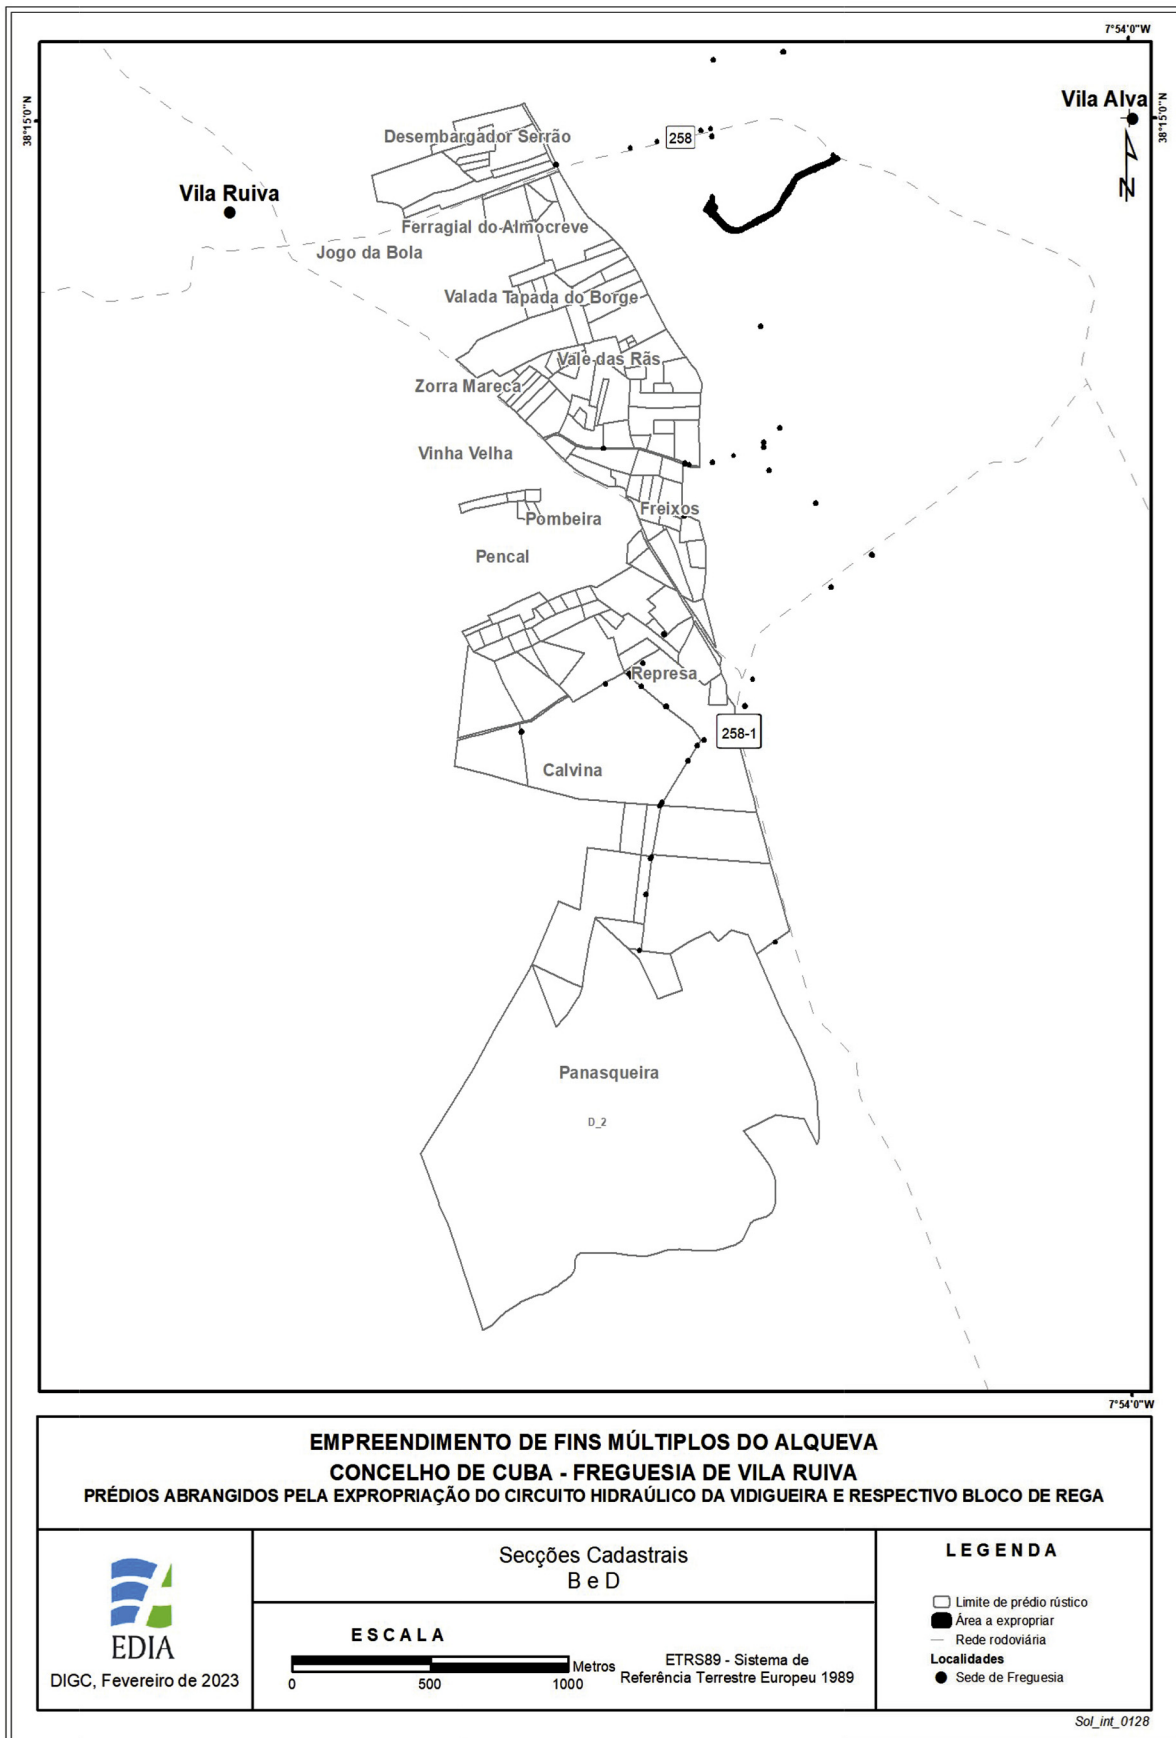 7°54'0"W
38°15'0"N
38°15'0"N
Vila Alva
258
Desembargador Serrão
N
Vila Ruiva
Ferragial do Almocreve
Jogo da Bola
Valada
Tapada do Borge
Vale das Rãs
Zorra Mareca
Vinha Velha
Freixos
Pombeira
Pencal
Represa
258-1
Calvina
Panasqueira
D_2
7°54'0"W
EMPREENDIMENTO DE FINS MÚLTIPLOS DO ALQUEVA
CONCELHO DE CUBA - FREGUESIA DE VILA RUIVA
PRÉDIOS ABRANGIDOS PELA EXPROPRIAÇÃO DO CIRCUITO HIDRAÚLICO DA VIDIGUEIRA E RESPECTIVO BLOCO DE REGA
EDIA
DIGC, Fevereiro de 2023
Secções Cadastrais
B e D
ESCALA
Metros
0 500 1000
ETRS89 - Sistema de
Referência Terrestre Europeu 1989
LEGENDA
Limite de prédio rústico
Área a expropriar
Rede rodoviária
Localidades
Sede de Freguesia
Sol_int_0128